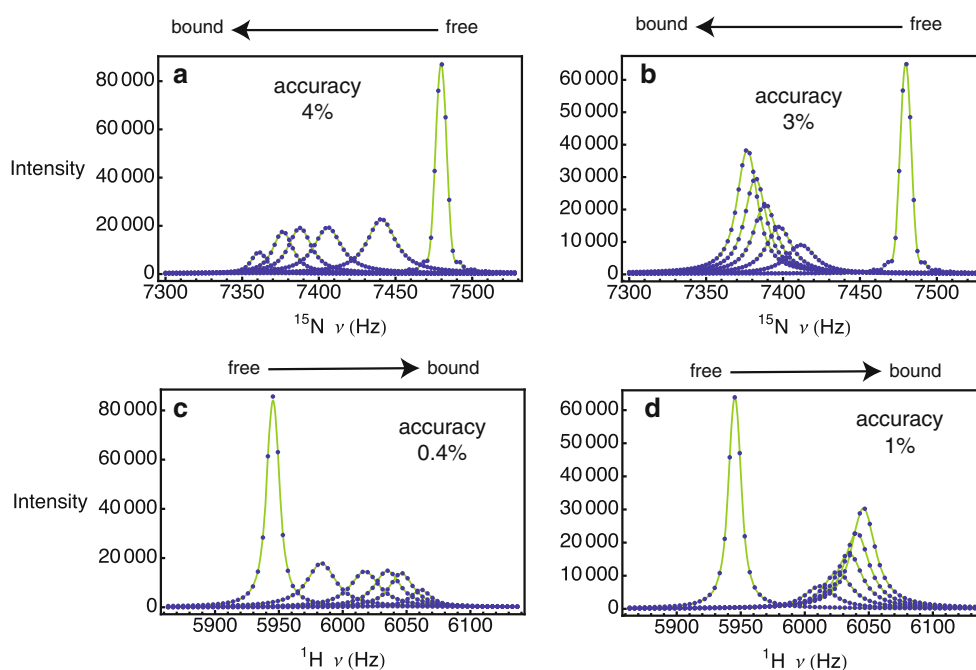 bound free
a
accuracy
4%
Intensity
80 000
60 000
40 000
20 000
0
7300 7350 7400 7450 7500
15N ν (Hz)
bound free
b
accuracy
3%
60 000
50 000
40 000
30 000
20 000
10 000
0
7300 7350 7400 7450 7500
15N ν (Hz)
free bound
c
accuracy
0.4%
Intensity
80 000
60 000
40 000
20 000
0
5900 5950 6000 6050 6100
1H ν (Hz)
free bound
d
accuracy
1%
60 000
50 000
40 000
30 000
20 000
10 000
0
5900 5950 6000 6050 6100
1H ν (Hz)